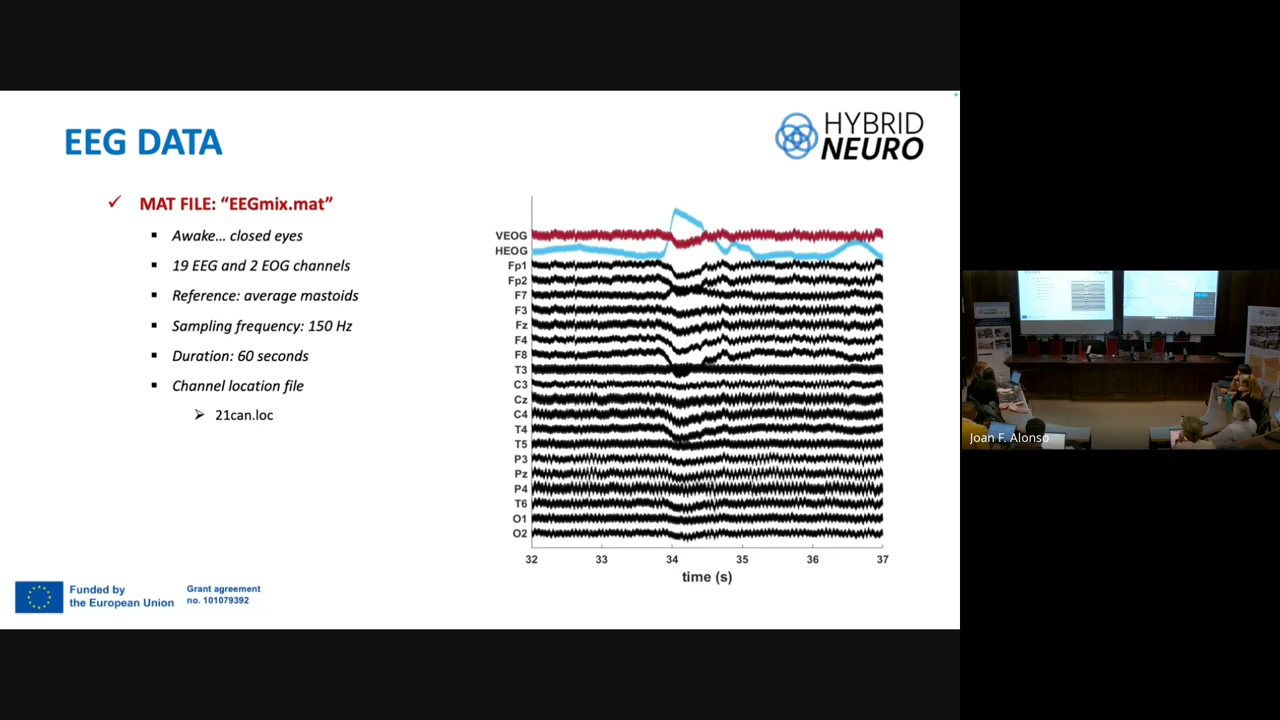 EEG DATA
HYBRID
NEURO
✓ MAT FILE: “EEGmix.mat”
▪ Awake... closed eyes
▪ 19 EEG and 2 EOG channels
▪ Reference: average mastoids
▪ Sampling frequency: 150 Hz
▪ Duration: 60 seconds
▪ Channel location file
➢ 21can.loc
VEOG
HEOG
Fp1
Fp2
F7
F3
Fz
F4
F8
T3
C3
Cz
C4
T4
T5
P3
Pz
P4
T6
O1
O2
32 33 34 35 36 37
time (s)
Funded by
the European Union
Grant agreement
no. 101079392
Joan F. Alonso